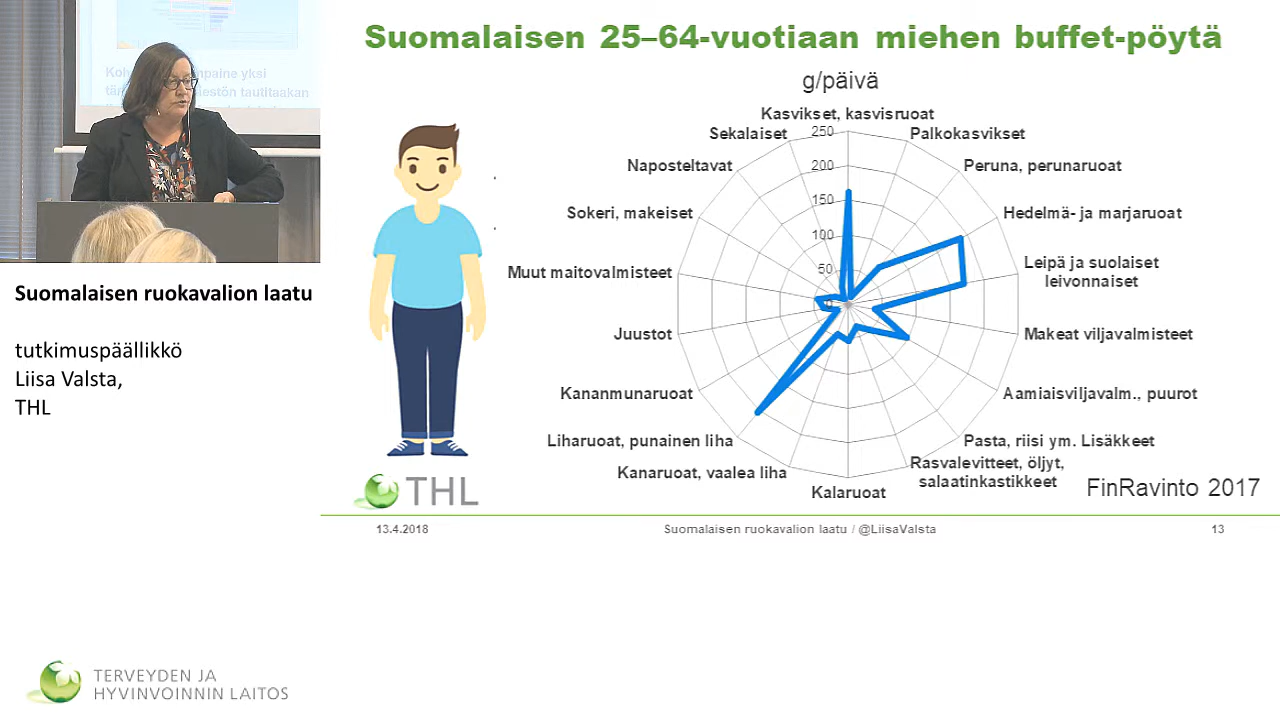 Suomalaisen 25–64-vuotiaan miehen buffet-pöytä
g/päivä
Kasvikset, kasvisruoat
Palkokasvikset
Peruna, perunaruoat
Hedelmä- ja marjaruoat
Leipä ja suolaiset
leivonnaiset
Makeat viljavalmisteet
Aamiaisviljavalm., puurot
Pasta, riisi ym. Lisäkkeet
Rasvalevitteet, öljyt,
salaatinkastikkeet
Kalaruoat
Kanaruoat, vaalea liha
Liharuoat, punainen liha
Kananmunaruoat
Juustot
Muut maitovalmisteet
Sokeri, makeiset
Naposteltavat
Sekalaiset
250
200
150
100
50
0
THL
FinRavinto 2017
13.4.2018
Suomalaisen ruokavalion laatu / @LiisaValsta
13
yksi
Suomalaisen ruokavalion laatu
tutkimuspäällikkö
Liisa Valsta,
THL
TERVEYDEN JA
HYVINVOINNIN LAITOS